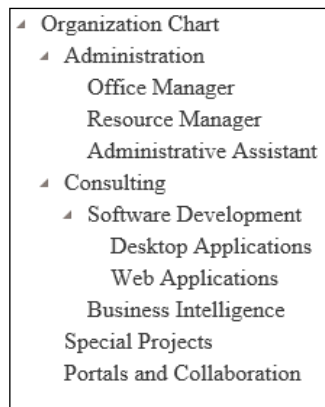 Organization Chart
Administration
Office Manager
Resource Manager
Administrative Assistant
Consulting
Software Development
Desktop Applications
Web Applications
Business Intelligence
Special Projects
Portals and Collaboration